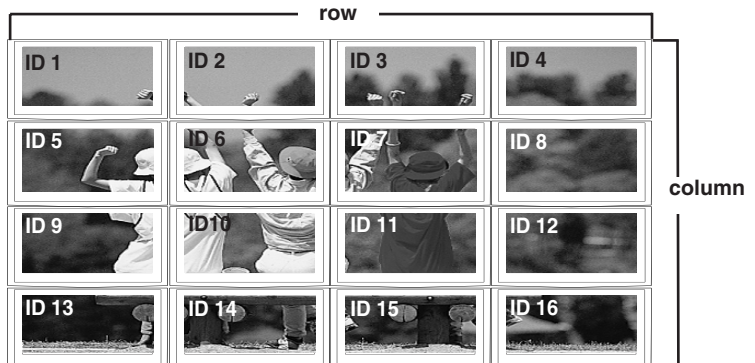 row
ID 1 ID 2 ID 3 ID 4
ID 5 ID 6 ID 7 ID 8
column
ID 9 ID10 ID 11 ID 12
ID 13 ID 14 ID 15 ID 16